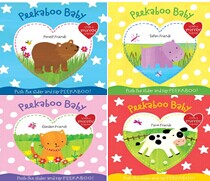 Peekaboo Baby
Forest Friends
Push the slider and say PEEKABOO!
Peekaboo Baby
Safari Friends
Push the slider and say PEEKABOO!
Peekaboo Baby
Garden Friends
Push the slider and say PEEKABOO!
Peekaboo Baby
Farm Friends
Push the slider and say PEEKABOO!